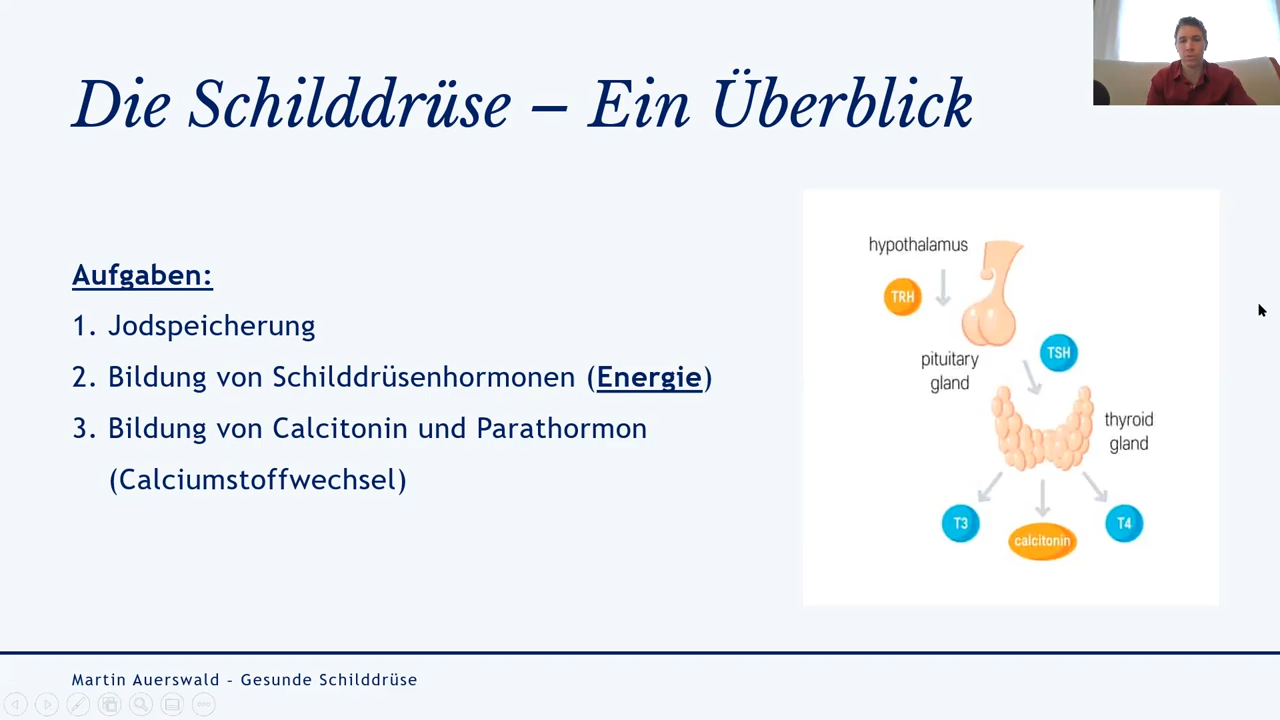 Die Schilddrüse – Ein Überblick
Aufgaben:
1. Jodspeicherung
2. Bildung von Schilddrüsenhormonen (Energie)
3. Bildung von Calcitonin und Parathormon
(Calciumstoffwechsel)
hypothalamus
TRH
TSH
pituitary
gland
thyroid
gland
T3
calcitonin
T4
Martin Auerswald – Gesunde Schilddrüse